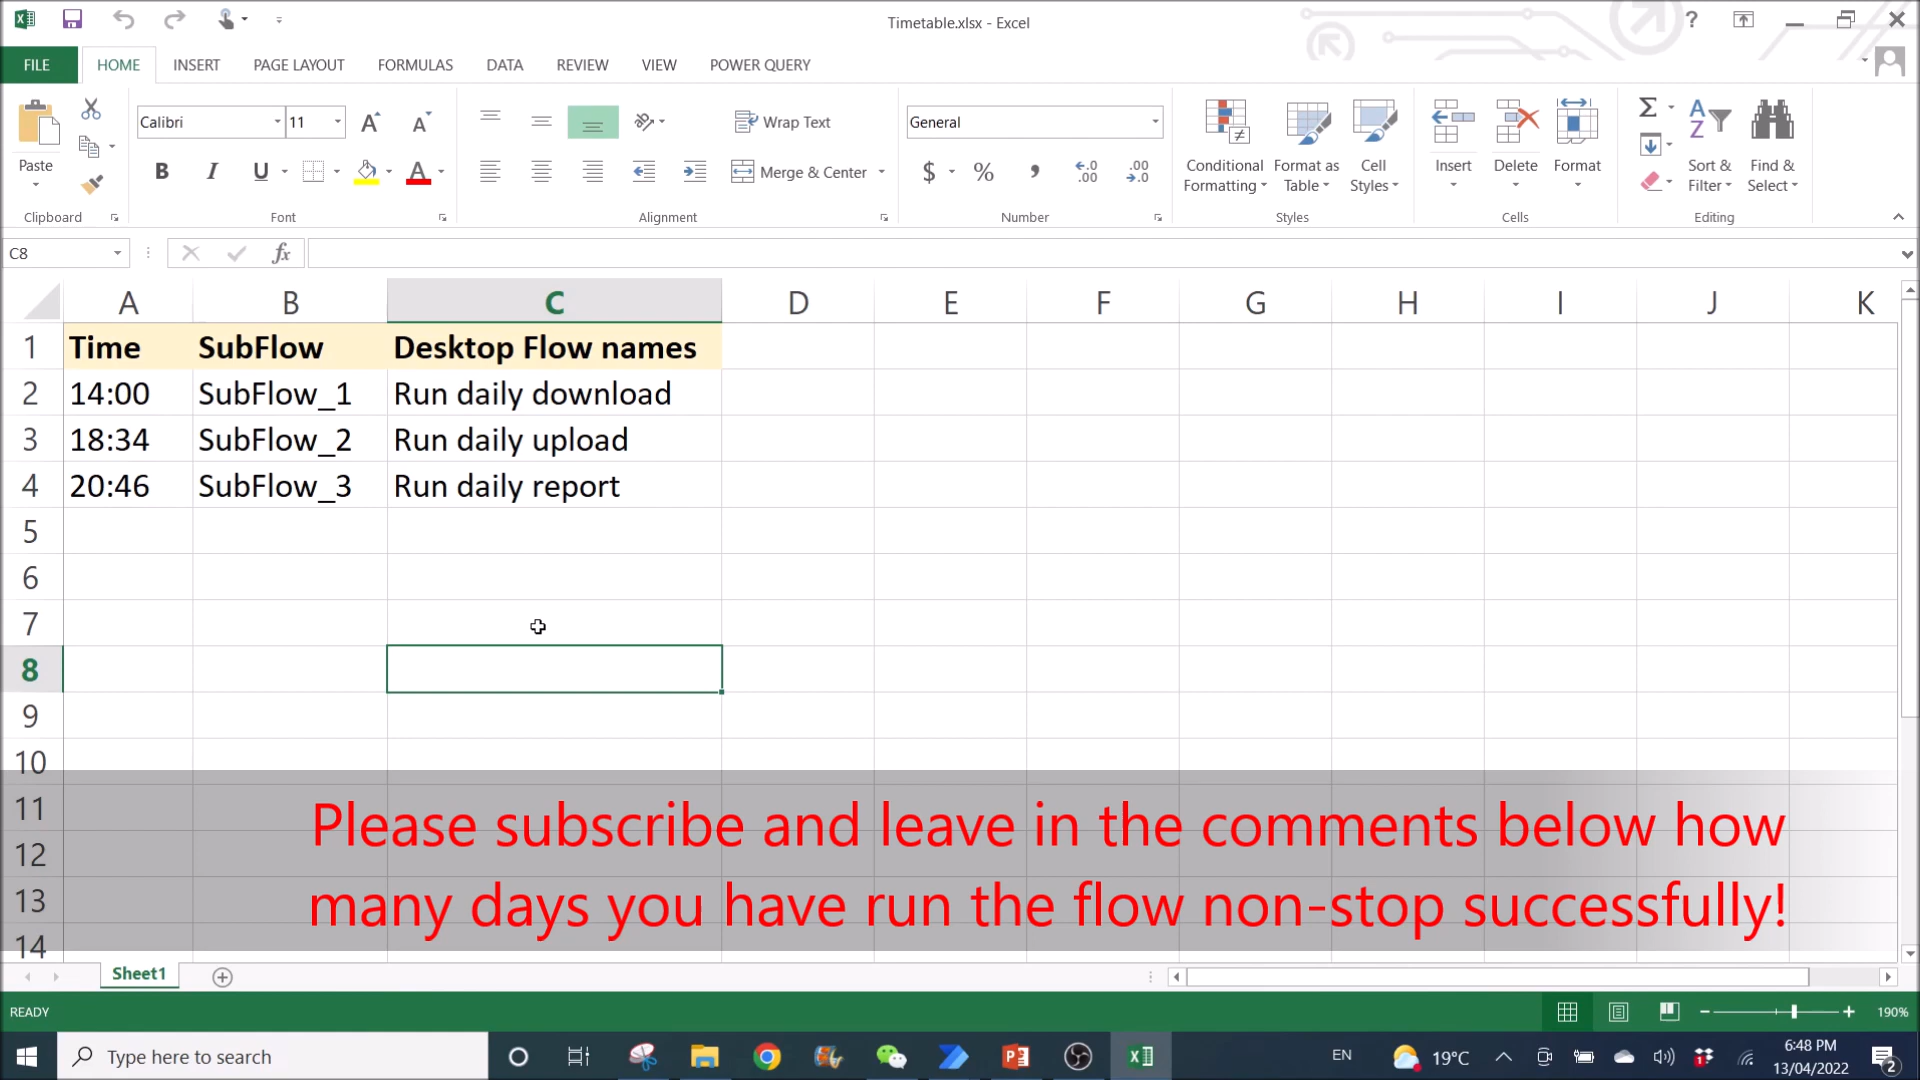 Timetable.xlsx - Excel
?
FILE
HOME
INSERT
PAGE LAYOUT
FORMULAS
DATA
REVIEW
VIEW
POWER QUERY
Paste
Calibri
11
Wrap Text
General
Merge & Center
Conditional Formatting
Format as Table
Cell Styles
Insert
Delete
Format
Sort & Filter
Find & Select
Clipboard
Font
Alignment
Number
Styles
Cells
Editing
C8
fx
A B C D E F G H I J K
1 Time SubFlow Desktop Flow names
2 14:00 SubFlow_1 Run daily download
3 18:34 SubFlow_2 Run daily upload
4 20:46 SubFlow_3 Run daily report
5
6
7
8
9
10
11
12
13
14
Please subscribe and leave in the comments below how
many days you have run the flow non-stop successfully!
Sheet1
READY
190%
Type here to search
EN
19°C
6:48 PM
13/04/2022
2